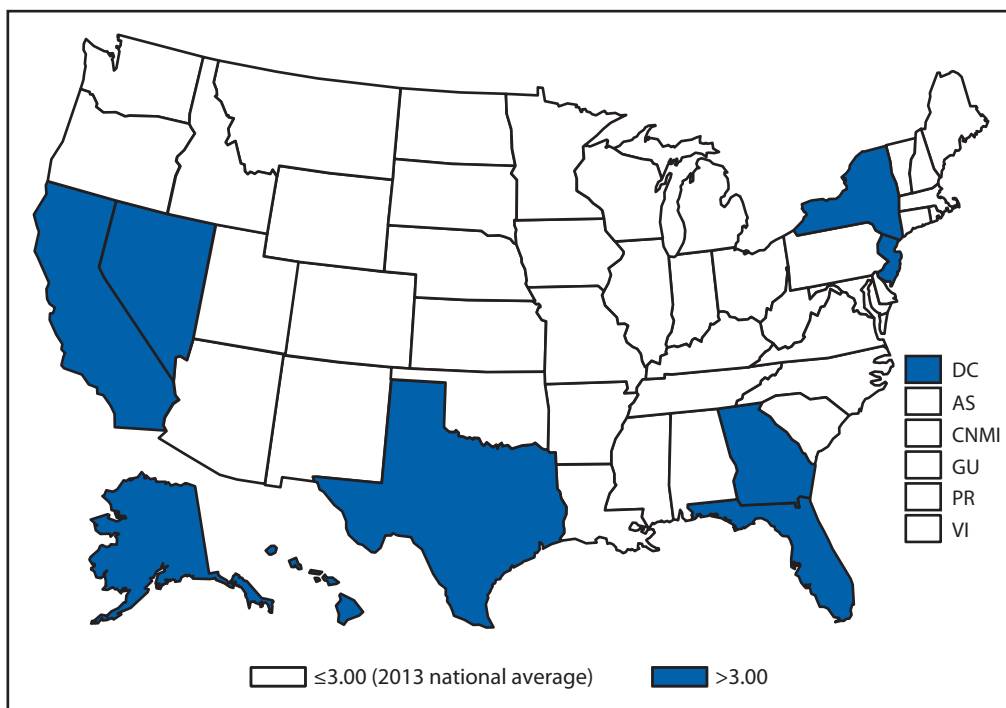 DC
AS
CNMI
GU
PR
VI
≤3.00 (2013 national average)
>3.00